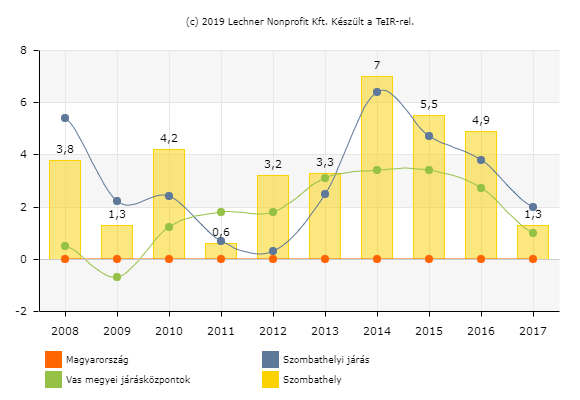 (c) 2019 Lechner Nonprofit Kft. Készült a TeIR-rel.
8
6
4
2
0
-2
3,8
1,3
4,2
0,6
3,2
3,3
7
5,5
4,9
1,3
2008 2009 2010 2011 2012 2013 2014 2015 2016 2017
Magyarország
Szombathelyi járás
Vas megyei járásközpontok
Szombathely